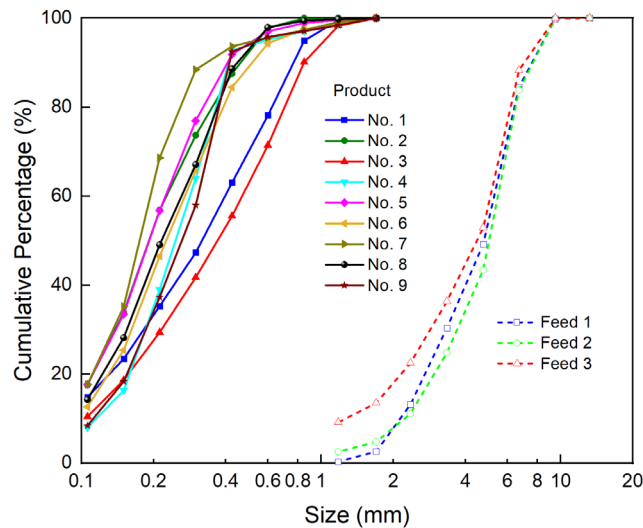 100
80
60
40
20
0
Cumulative Percentage (%)
Product
No. 1
No. 2
No. 3
No. 4
No. 5
No. 6
No. 7
No. 8
No. 9
Feed 1
Feed 2
Feed 3
0.1 0.2 0.4 0.6 0.8 1 2 4 6 8 10 20
Size (mm)